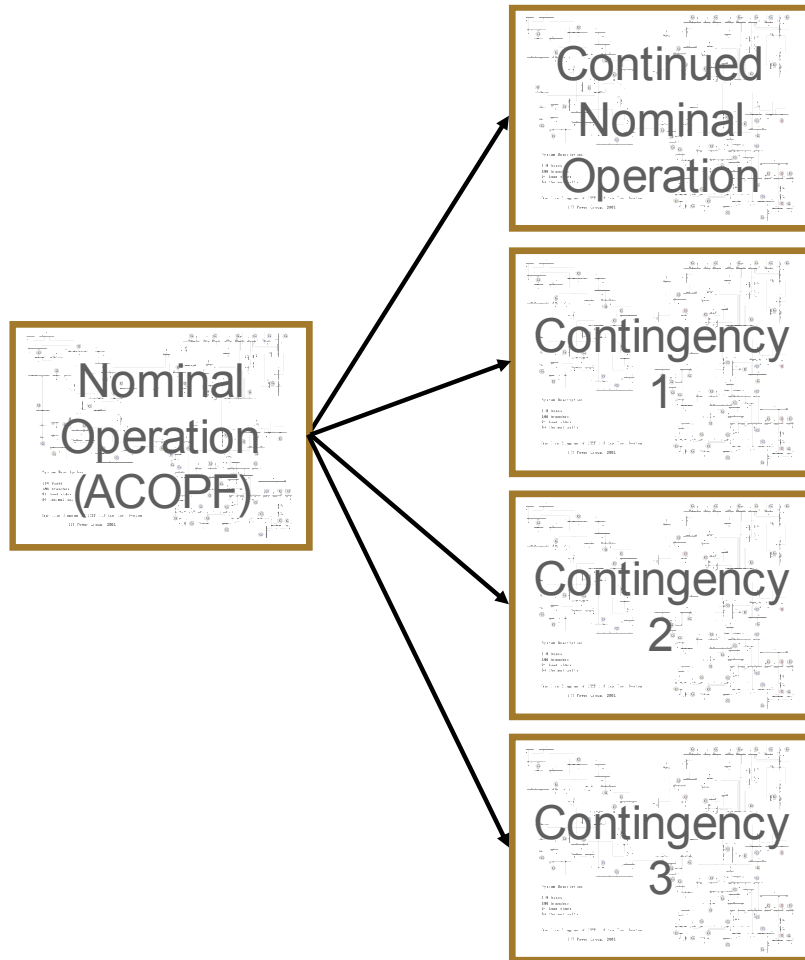 Continued
Nominal
Operation
Contingency
1
Nominal
Operation
(ACOPF)
Contingency
2
Contingency
3